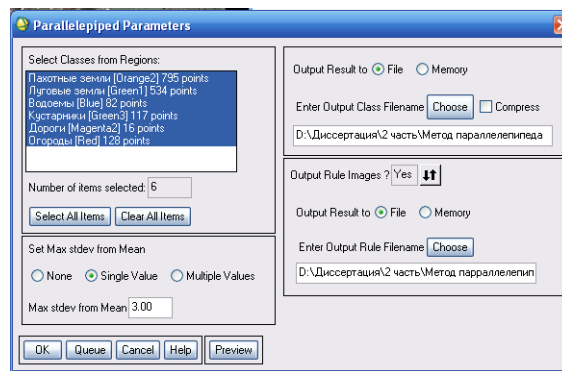 Parallelepiped Parameters
Select Classes from Regions:
Пахотные земли [Orange2] 795 points
Луговые земли [Green1] 534 points
Водоемы [Blue] 82 points
Кустарники [Green3] 117 points
Дороги [Magenta2] 16 points
Огороды [Red] 128 points
Number of items selected: 6
Select All Items Clear All Items
Set Max stdev from Mean
None Single Value Multiple Values
Max stdev from Mean 3.00
Output Result to File Memory
Enter Output Class Filename Choose Compress
D:\Диссертация\2 часть\Метод параллелепипеда
Output Rule Images ? Yes
Output Result to File Memory
Enter Output Rule Filename Choose
D:\Диссертация\2 часть\Метод парраллелепип
OK Queue Cancel Help Preview